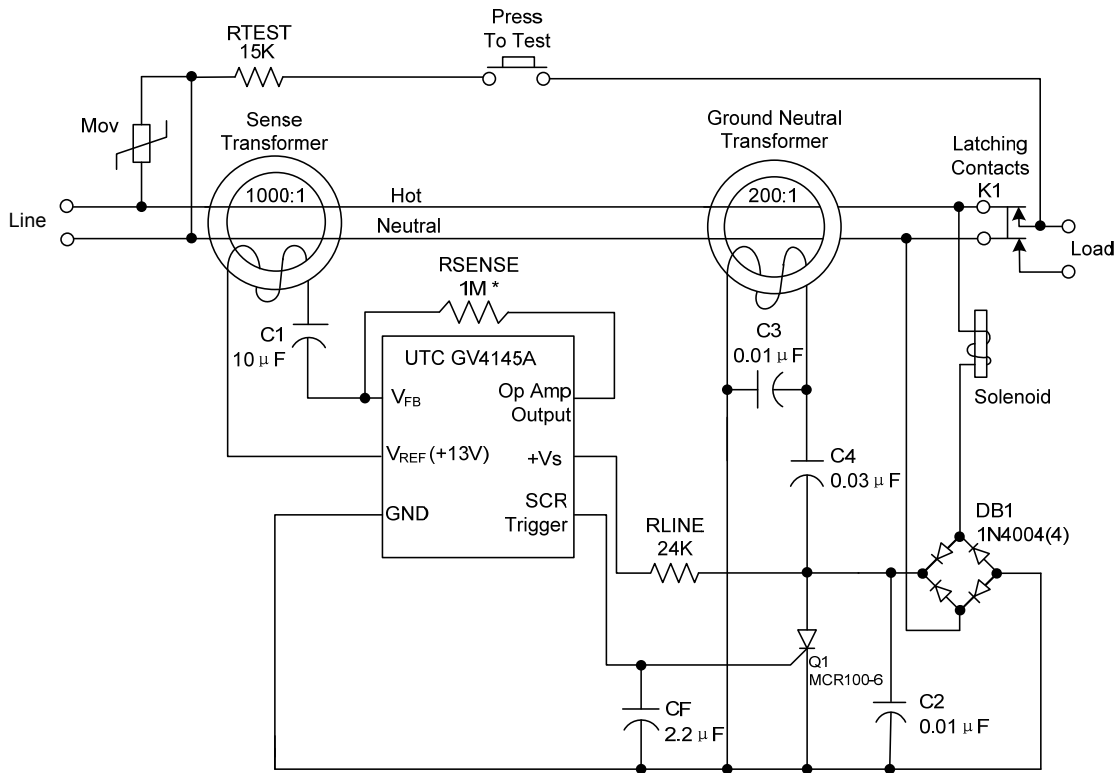 Press
To Test
RTEST
15K
Mov
Sense
Transformer
Ground Neutral
Transformer
Latching
Contacts
K1
1000:1
Hot
200:1
Line
Neutral
Load
RSENSE
1M *
C1
10 μF
C3
0.01 μF
UTC GV4145A
Solenoid
VFB
Op Amp
Output
VREF (+13V)
+Vs
C4
0.03 μF
GND
SCR
Trigger
DB1
1N4004(4)
RLINE
24K
Q1
MCR100-6
CF
2.2 μF
C2
0.01 μF